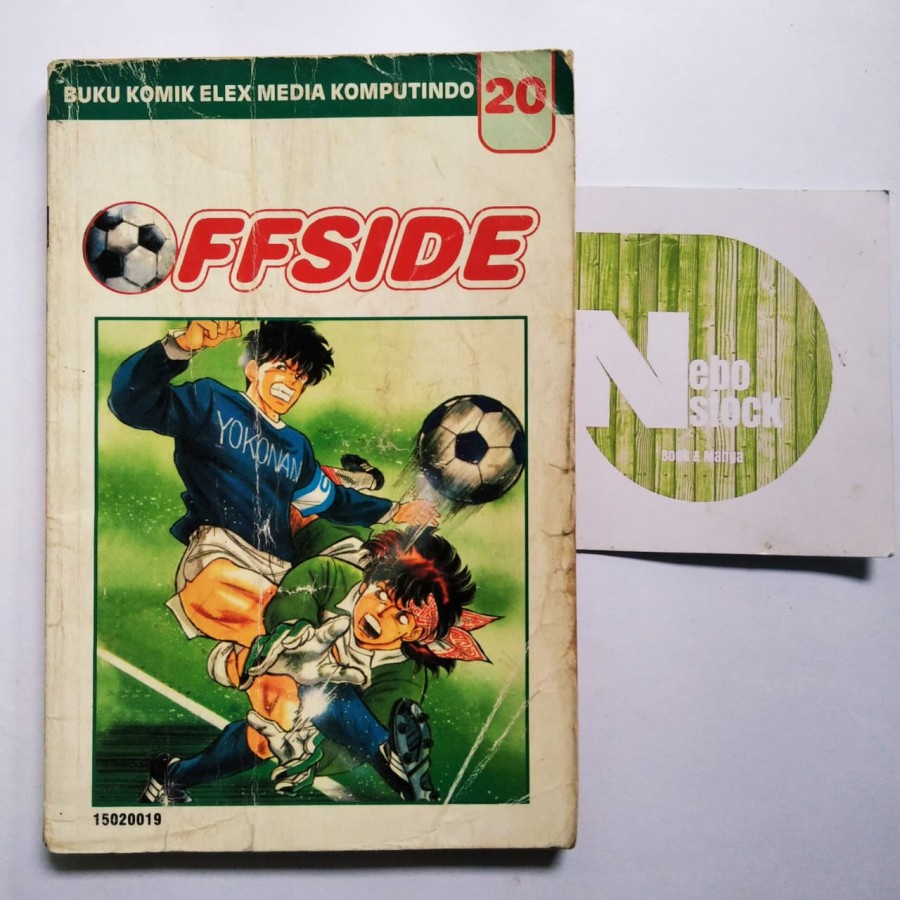 BUKU KOMIK ELEX MEDIA KOMPUTINDO
20
OFFSIDE
YOKONAN
15020019
Nebo
stock
Book & Manga